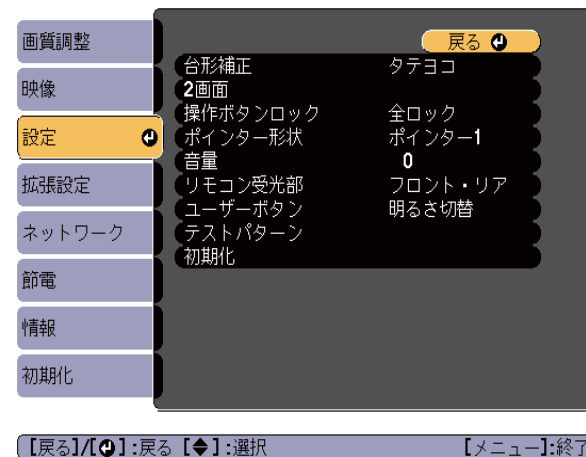 画質調整
映像
設定
拡張設定
ネットワーク
節電
情報
初期化
戻る
台形補正 タテヨコ
2画面
操作ボタンロック 全ロック
ポインター形状 ポインター1
音量 0
リモコン受光部 フロント・リア
ユーザーボタン 明るさ切替
テストパターン
初期化
【戻る】/【】:戻る 【】:選択 【メニュー】:終了